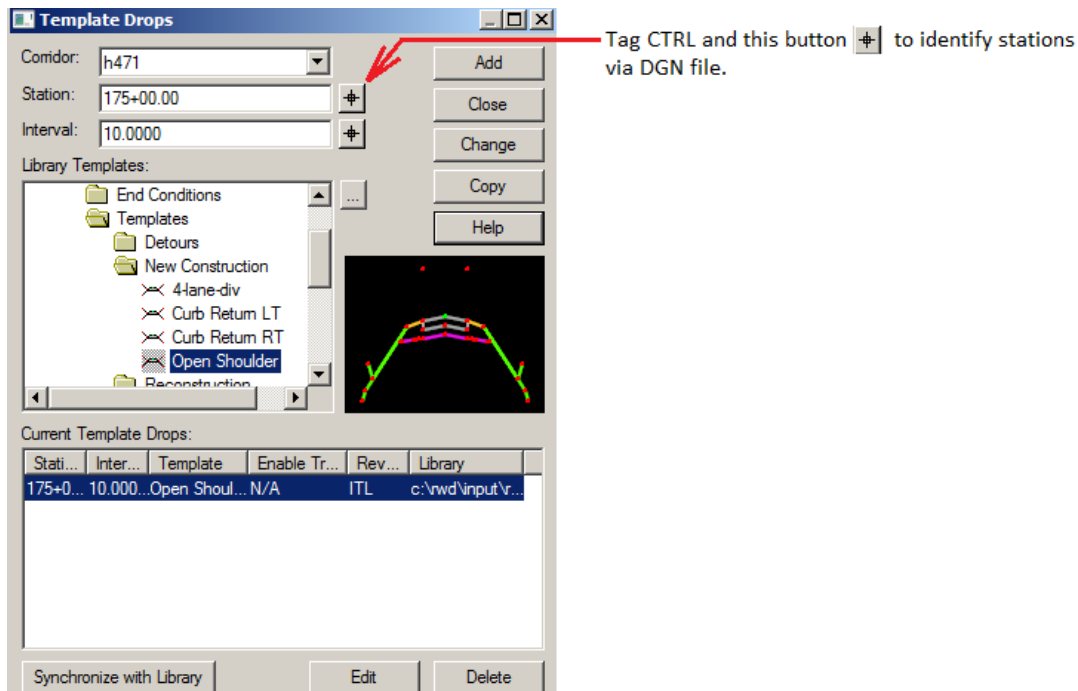 Template Drops
Corridor:
h471
Add
Station:
175+00.00
Close
Interval:
10.0000
Change
Library Templates:
Copy
End Conditions
...
Templates
Help
Detours
New Construction
4-lane-div
Curb Return LT
Curb Return RT
Open Shoulder
Reconstruction
Current Template Drops:
Stati... Inter... Template Enable Tr... Rev... Library
175+0... 10.000... Open Shoul... N/A ITL c:\rwd\input\r...
Synchronize with Library
Edit
Delete
Tag CTRL and this button to identify stations
via DGN file.